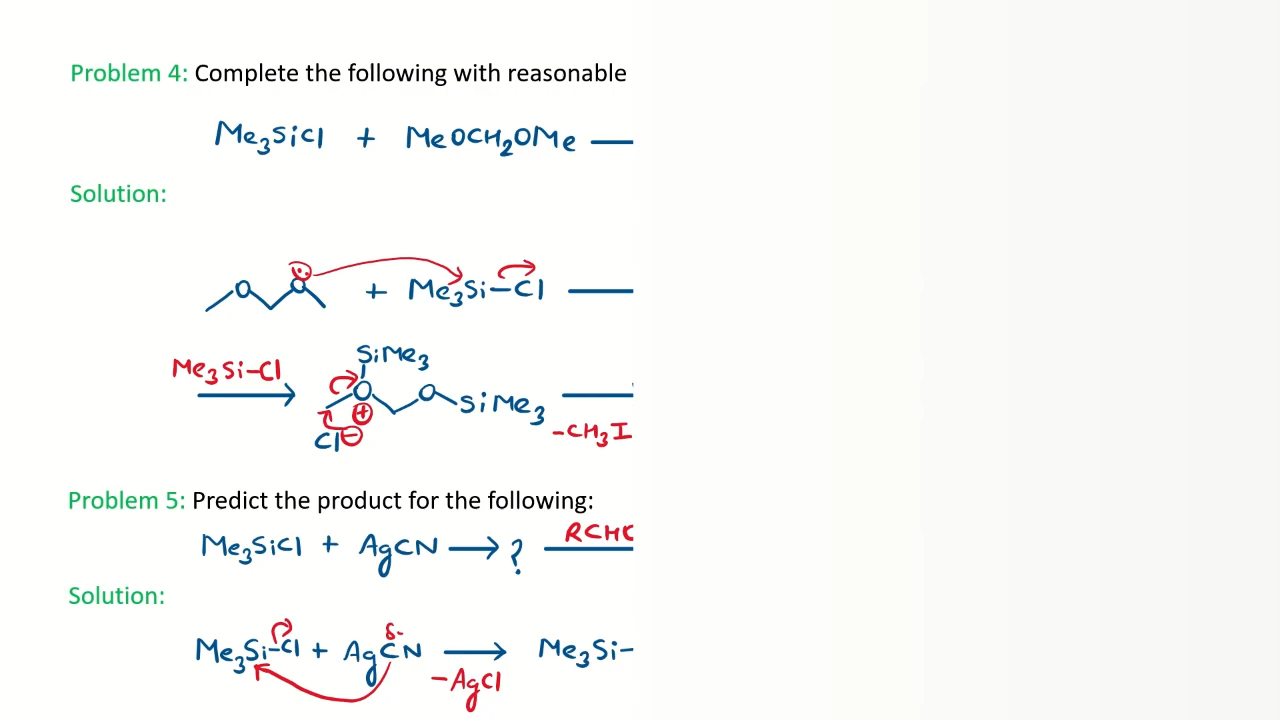 Problem 4: Complete the following with reasonable
Me₃SiCl + MeOCH₂OMe —
Solution:
O O + Me₃Si–Cl —
Me₃Si–Cl
SiMe₃
O ⊕ O SiMe₃
Cl⊖
-CH₃I
Problem 5: Predict the product for the following:
Me₃SiCl + AgCN ⟶ ? RCHC
Solution:
Me₃Si–Cl + AgCN ⟶ Me₃Si–
δ-
-AgCl